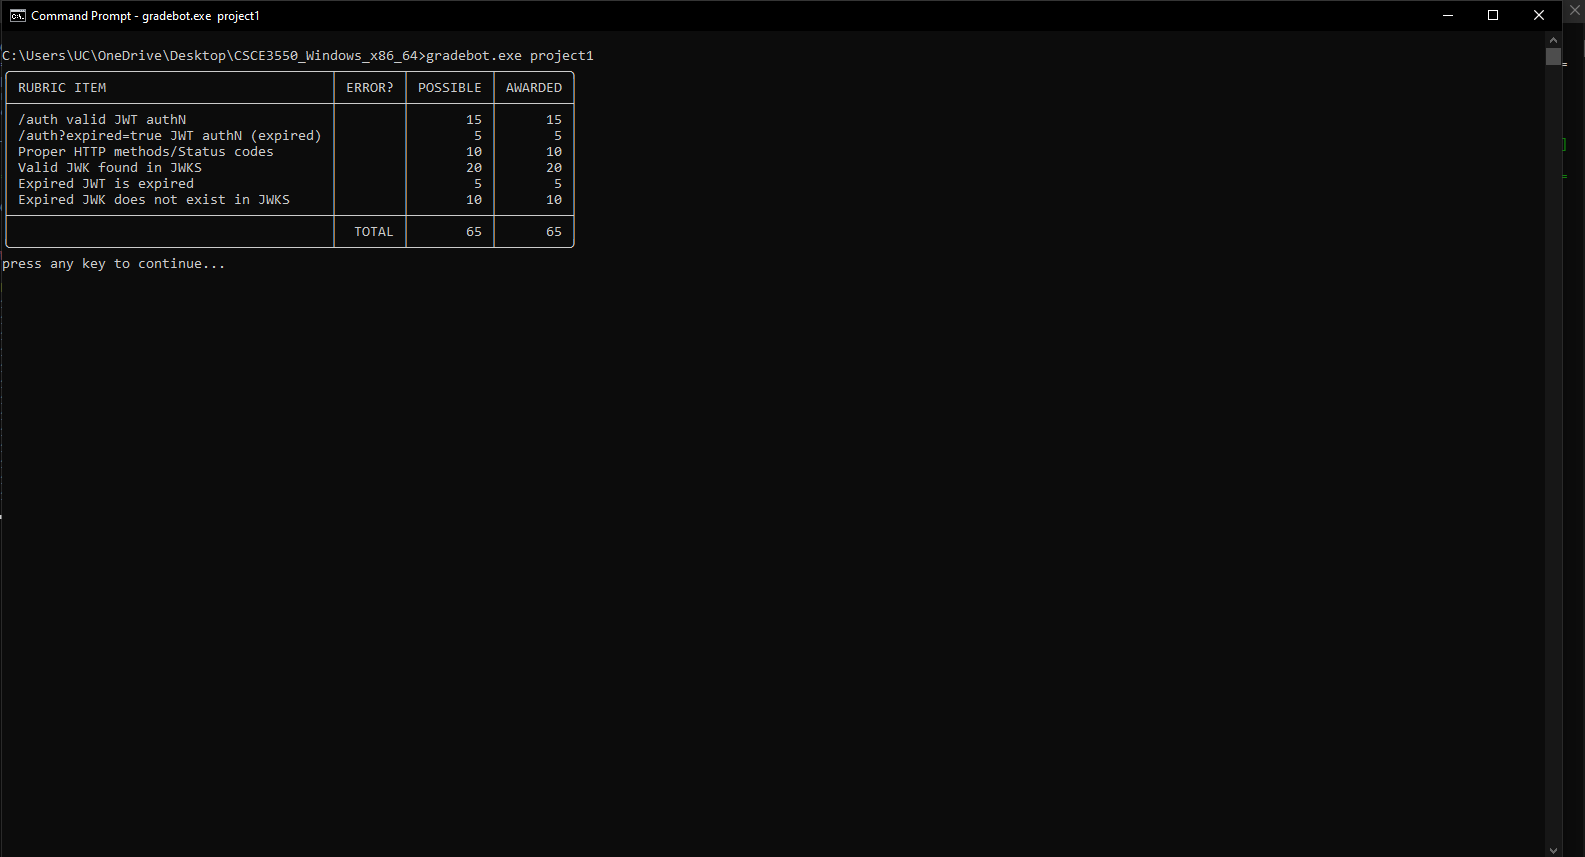 Command Prompt - gradebot.exe  project1
C:\Users\UC\OneDrive\Desktop\CSCE3550_Windows_x86_64>gradebot.exe project1
RUBRIC ITEM ERROR? POSSIBLE AWARDED
/auth valid JWT authN 15 15
/auth?expired=true JWT authN (expired) 5 5
Proper HTTP methods/Status codes 10 10
Valid JWK found in JWKS 20 20
Expired JWT is expired 5 5
Expired JWK does not exist in JWKS 10 10
TOTAL 65 65
press any key to continue...